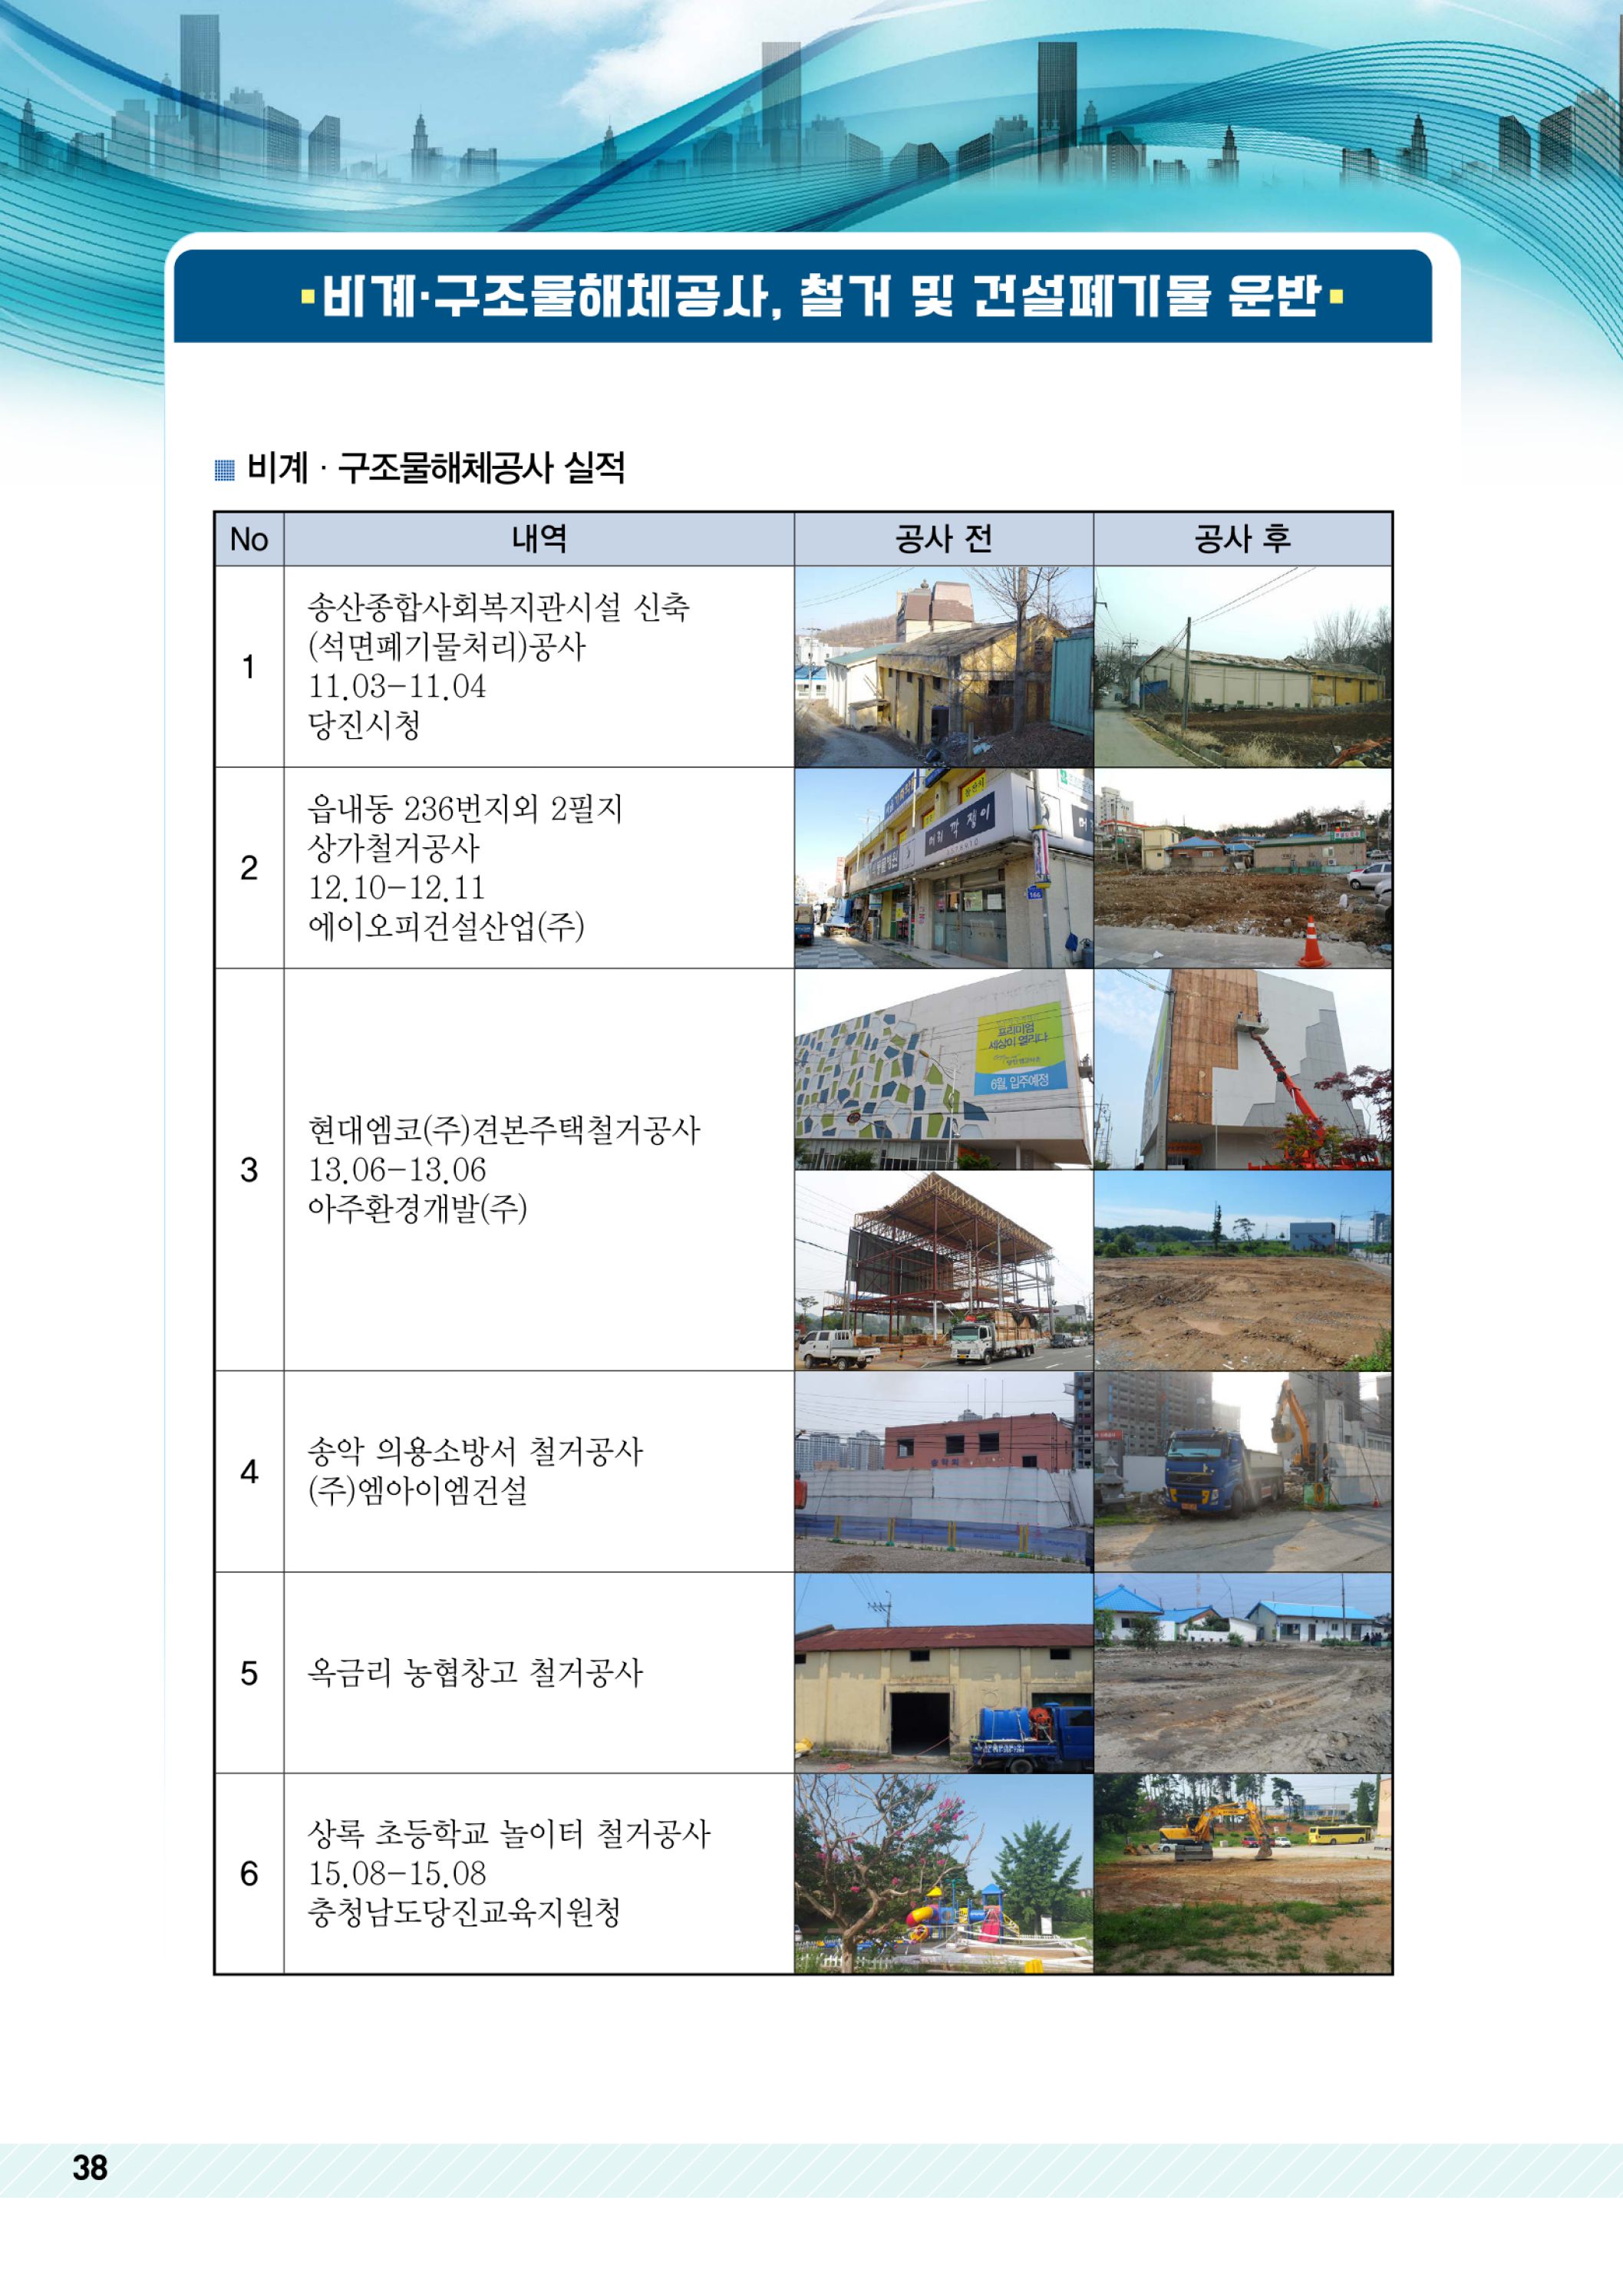 비계·구조물해체공사, 철거 및 건설폐기물 운반
비계 · 구조물해체공사 실적
No 내역 공사 전 공사 후
1
송산종합사회복지관시설 신축
(석면폐기물처리)공사
11.03-11.04
당진시청
2
읍내동 236번지외 2필지
상가철거공사
12.10-12.11
에이오피건설산업(주)
머리 깍 쟁이
3
현대엠코(주)견본주택철거공사
13.06-13.06
아주환경개발(주)
프리미엄
세상이 열리다
6월, 입주예정
4
송악 의용소방서 철거공사
(주)엠아이엠건설
5
옥금리 농협창고 철거공사
6
상록 초등학교 놀이터 철거공사
15.08-15.08
충청남도당진교육지원청
38